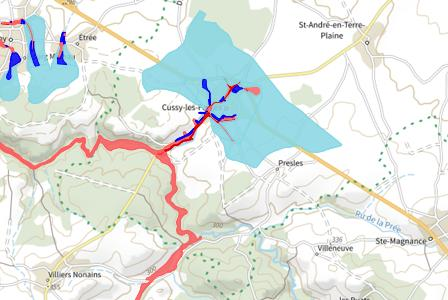 St-André-en-Terre-
Plaine
Étrée
Cussy-les-F
Presles
300
Ru de la Prée
336
Ste-Magnance
Villeneuve
Villiers Nonains
300
355